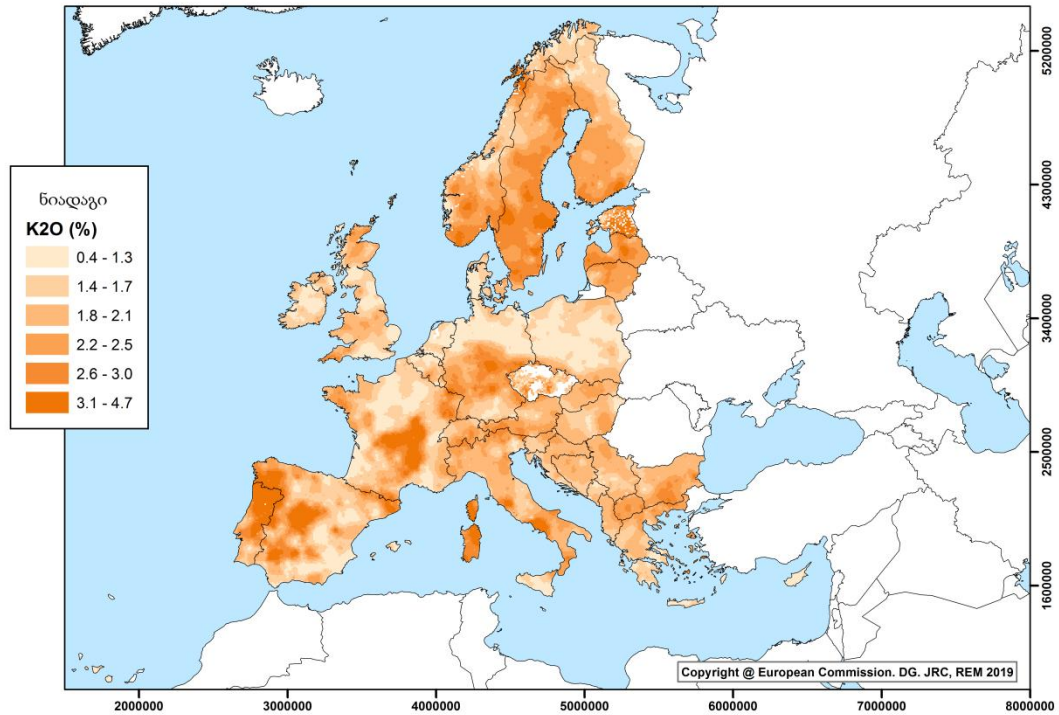 ნიადაგი
K2O (%)
0.4 - 1.3
1.4 - 1.7
1.8 - 2.1
2.2 - 2.5
2.6 - 3.0
3.1 - 4.7
5200000
4300000
3400000
2500000
1600000
Copyright @ European Commission. DG. JRC, REM 2019
2000000 3000000 4000000 5000000 6000000 7000000 8000000